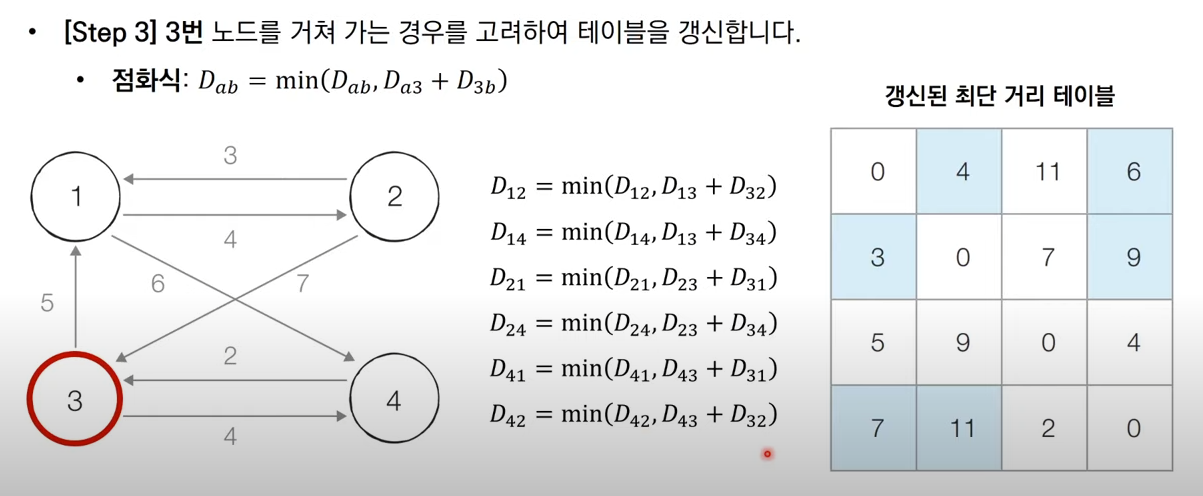 • [Step 3] 3번 노드를 거쳐 가는 경우를 고려하여 테이블을 갱신합니다.
• 점화식: D_{ab} = min(D_{ab}, D_{a3} + D_{3b})
갱신된 최단 거리 테이블
1
3
2
4
6
7
5
3
2
4
4
D_{12} = min(D_{12}, D_{13} + D_{32})
D_{14} = min(D_{14}, D_{13} + D_{34})
D_{21} = min(D_{21}, D_{23} + D_{31})
D_{24} = min(D_{24}, D_{23} + D_{34})
D_{41} = min(D_{41}, D_{43} + D_{31})
D_{42} = min(D_{42}, D_{43} + D_{32})
0 4 11 6
3 0 7 9
5 9 0 4
7 11 2 0